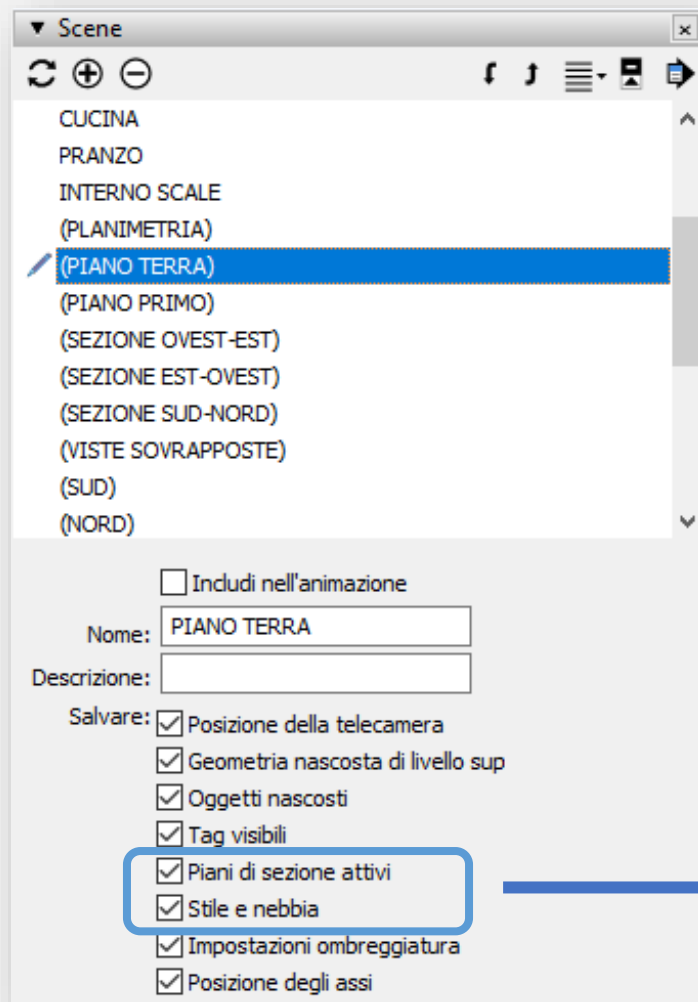 Scene
CUCINA
PRANZO
INTERNO SCALE
(PLANIMETRIA)
(PIANO TERRA)
(PIANO PRIMO)
(SEZIONE OVEST-EST)
(SEZIONE EST-OVEST)
(SEZIONE SUD-NORD)
(VISTE SOVRAPPOSTE)
(SUD)
(NORD)
Includi nell'animazione
Nome: PIANO TERRA
Descrizione:
Salvare: Posizione della telecamera
Geometria nascosta di livello sup
Oggetti nascosti
Tag visibili
Piani di sezione attivi
Stile e nebbia
Impostazioni ombreggiatura
Posizione degli assi